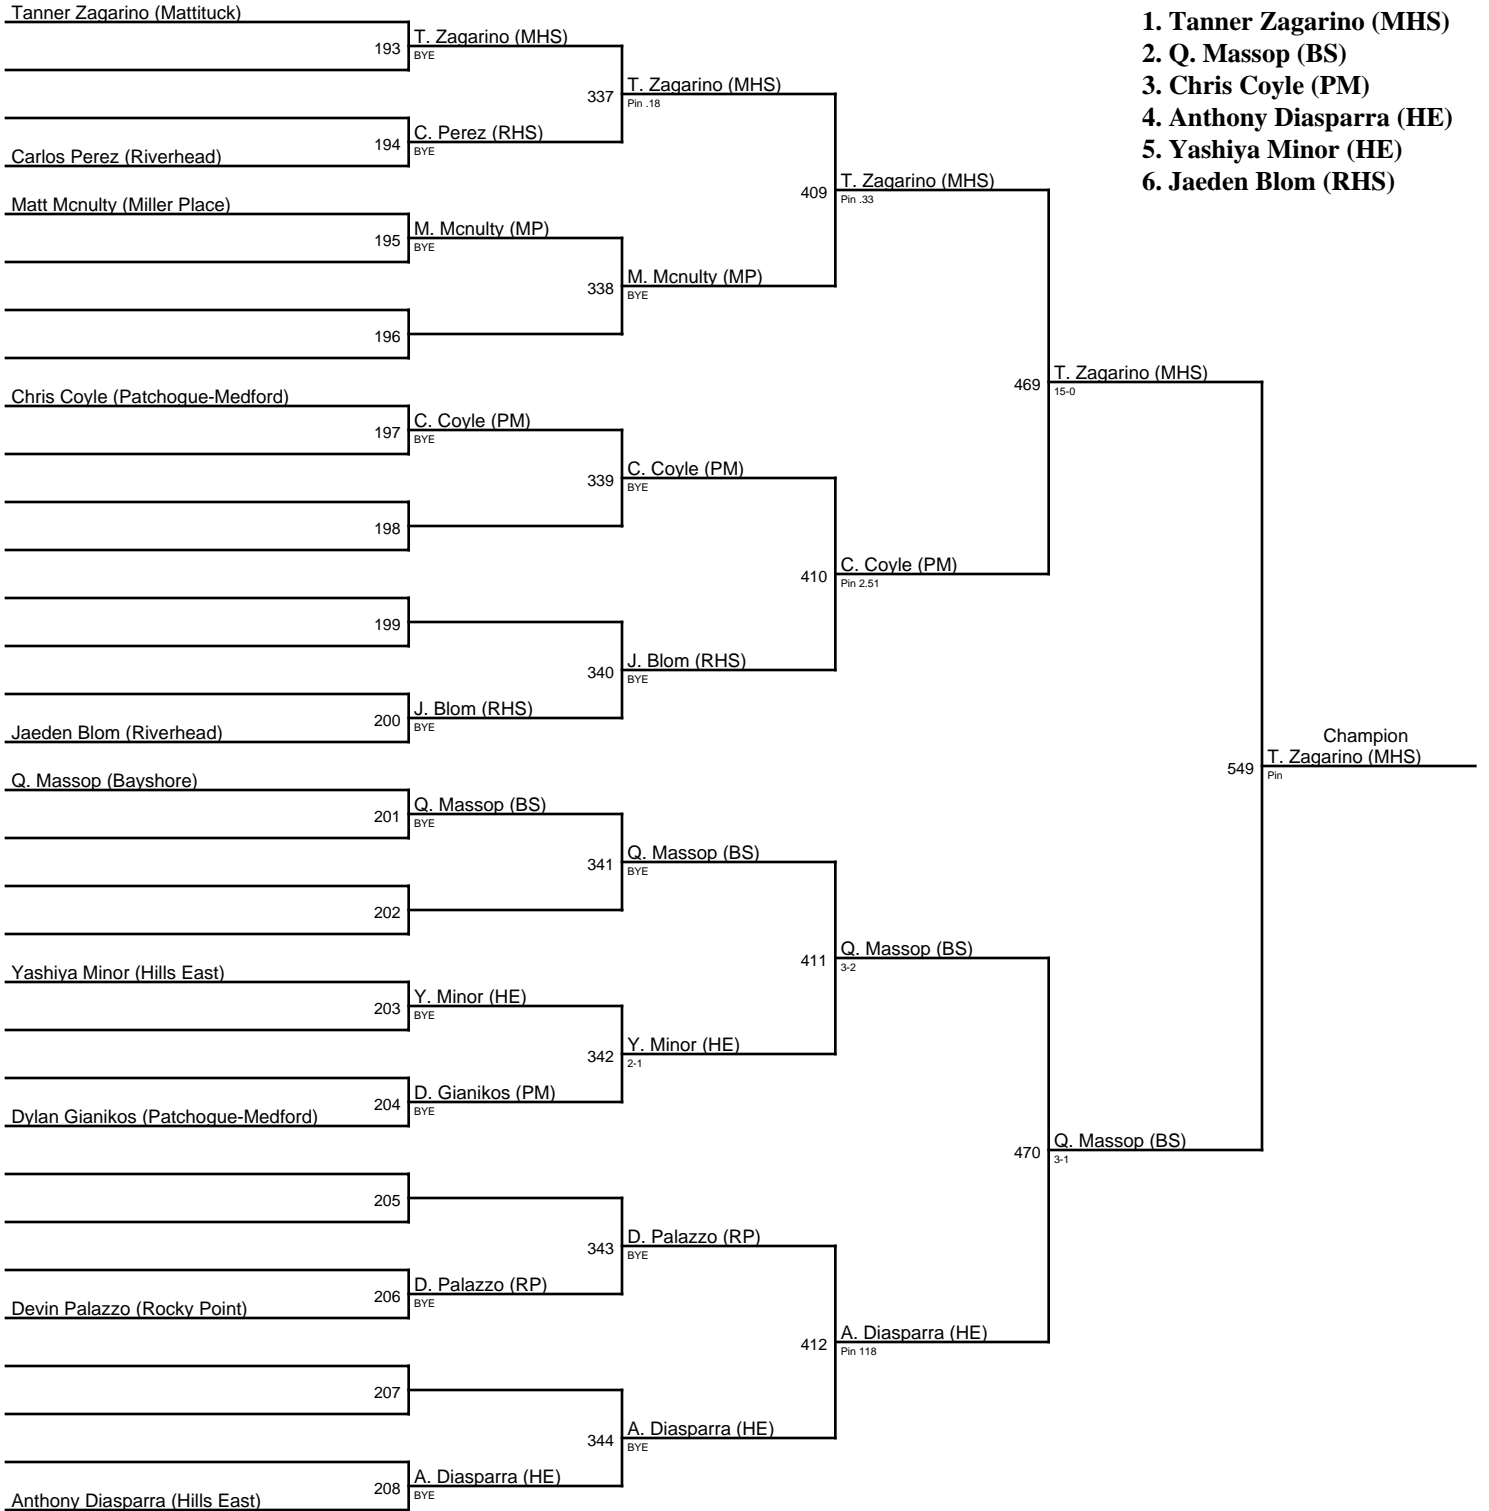 Tanner Zagarino (Mattituck)
193
T. Zagarino (MHS)
BYE
194
Carlos Perez (Riverhead)
C. Perez (RHS)
BYE
337
T. Zagarino (MHS)
Pin .18
Matt Mcnulty (Miller Place)
195
M. Mcnulty (MP)
BYE
196
338
M. Mcnulty (MP)
BYE
409
T. Zagarino (MHS)
Pin .33
Chris Coyle (Patchogue-Medford)
197
C. Coyle (PM)
BYE
198
339
C. Coyle (PM)
BYE
199
200
Jaeden Blom (Riverhead)
J. Blom (RHS)
BYE
340
J. Blom (RHS)
BYE
410
C. Coyle (PM)
Pin 2.51
469
T. Zagarino (MHS)
15-0
Q. Massop (Bayshore)
201
Q. Massop (BS)
BYE
202
341
Q. Massop (BS)
BYE
Yashiya Minor (Hills East)
203
Y. Minor (HE)
BYE
204
Dylan Gianikos (Patchogue-Medford)
D. Gianikos (PM)
BYE
342
Y. Minor (HE)
2-1
411
Q. Massop (BS)
3-2
205
206
Devin Palazzo (Rocky Point)
D. Palazzo (RP)
BYE
343
D. Palazzo (RP)
BYE
207
208
Anthony Diasparra (Hills East)
A. Diasparra (HE)
BYE
344
A. Diasparra (HE)
BYE
412
A. Diasparra (HE)
Pin 118
470
Q. Massop (BS)
3-1
549
Champion
T. Zagarino (MHS)
Pin
1. Tanner Zagarino (MHS)
2. Q. Massop (BS)
3. Chris Coyle (PM)
4. Anthony Diasparra (HE)
5. Yashiya Minor (HE)
6. Jaeden Blom (RHS)